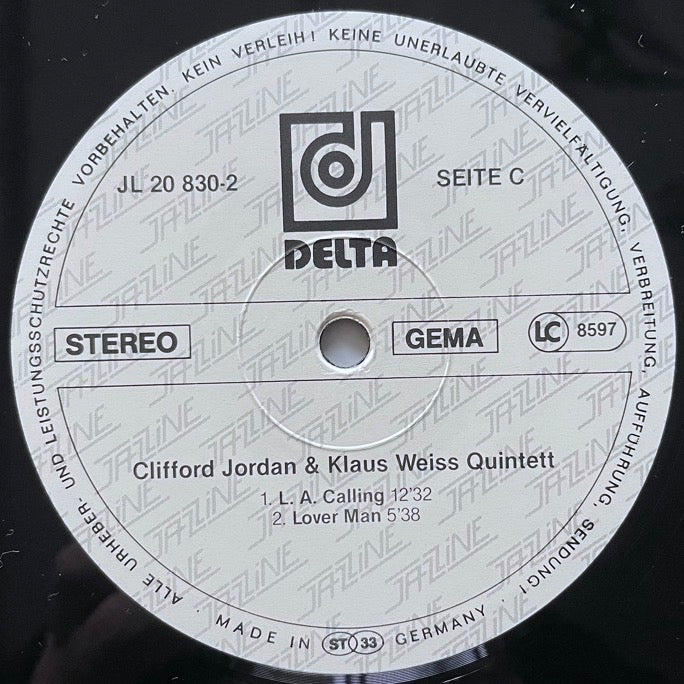 ALLE URHEBER- UND LEISTUNGSSCHUTZRECHTE VORBEHALTEN. KEIN VERLEIH! KEINE UNERLAUBTE VERVIELFÄLTIGUNG, VERBREITUNG, AUFFÜHRUNG, SENDUNG!
JL 20 830-2
SEITE C
DELTA
STEREO
GEMA
LC 8597
Clifford Jordan & Klaus Weiss Quintett
1. L. A. Calling 12'32
2. Lover Man 5'38
· MADE IN ST 33 GERMANY ·
JAZZLINE